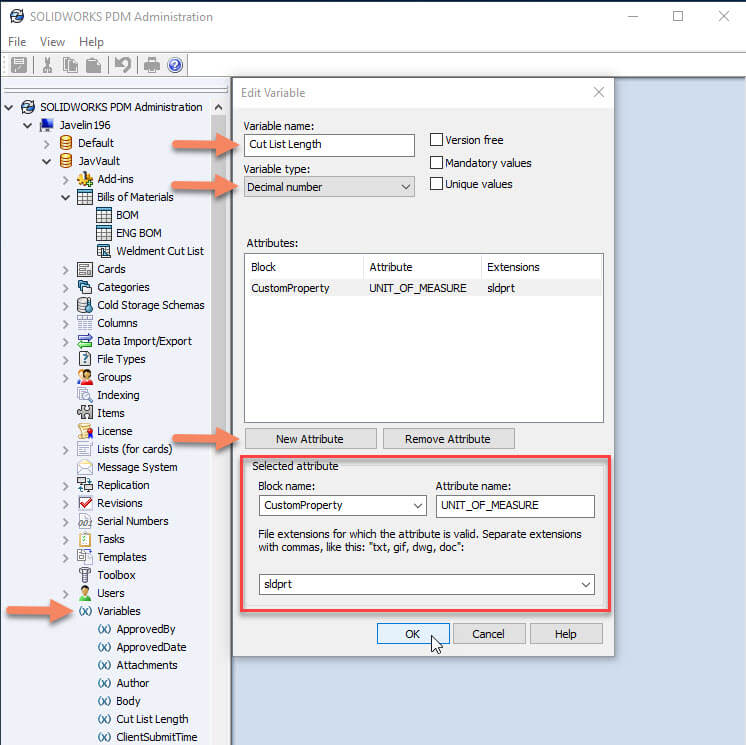 SOLIDWORKS PDM Administration
File View Help
SOLIDWORKS PDM Administration
Javelin196
Default
JavVault
Add-ins
Bills of Materials
BOM
ENG BOM
Weldment Cut List
Cards
Categories
Cold Storage Schemas
Columns
Data Import/Export
File Types
Groups
Indexing
Items
License
Lists (for cards)
Message System
Replication
Revisions
Serial Numbers
Tasks
Templates
Toolbox
Users
Variables
ApprovedBy
ApprovedDate
Attachments
Author
Body
Cut List Length
ClientSubmitTime
Edit Variable
Variable name:
Cut List Length
Variable type:
Decimal number
Version free
Mandatory values
Unique values
Attributes:
Block Attribute Extensions
CustomProperty UNIT_OF_MEASURE sldprt
New Attribute Remove Attribute
Selected attribute
Block name: Attribute name:
CustomProperty UNIT_OF_MEASURE
File extensions for which the attribute is valid. Separate extensions
with commas, like this: "txt, gif, dwg, doc":
sldprt
OK Cancel Help